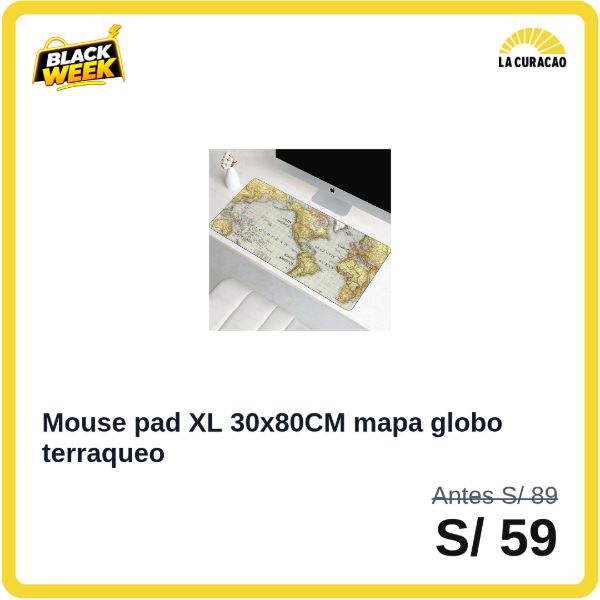 BLACK
WEEK
LA CURACAO
Mouse pad XL 30x80CM mapa globo
terraqueo
Antes S/ 89
S/ 59